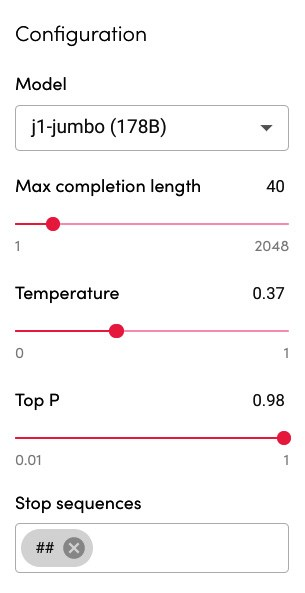 Configuration
Model
j1-jumbo (178B)
Max completion length 40
1 2048
Temperature 0.37
0 1
Top P 0.98
0.01 1
Stop sequences
##